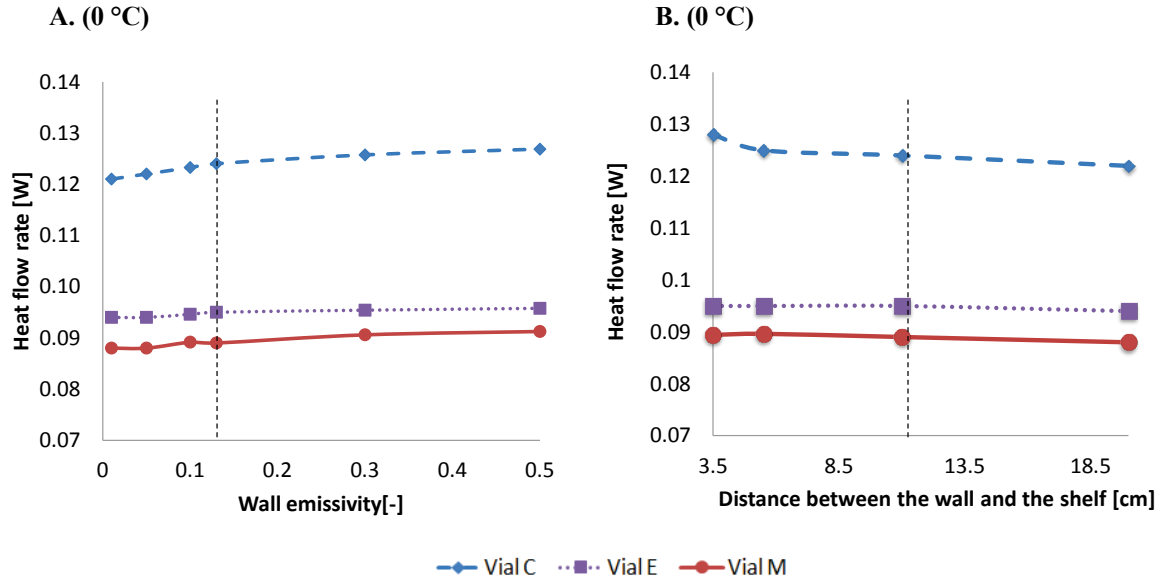 A. (0 °C)
0.14
0.13
0.12
0.11
0.10
0.09
0.08
0.07
Heat flow rate [W]
0 0.1 0.2 0.3 0.4 0.5
Wall emissivity[-]
B. (0 °C)
0.14
0.13
0.12
0.11
0.1
0.09
0.08
0.07
Heat flow rate [W]
3.5 8.5 13.5 18.5
Distance between the wall and the shelf [cm]
Vial C Vial E Vial M